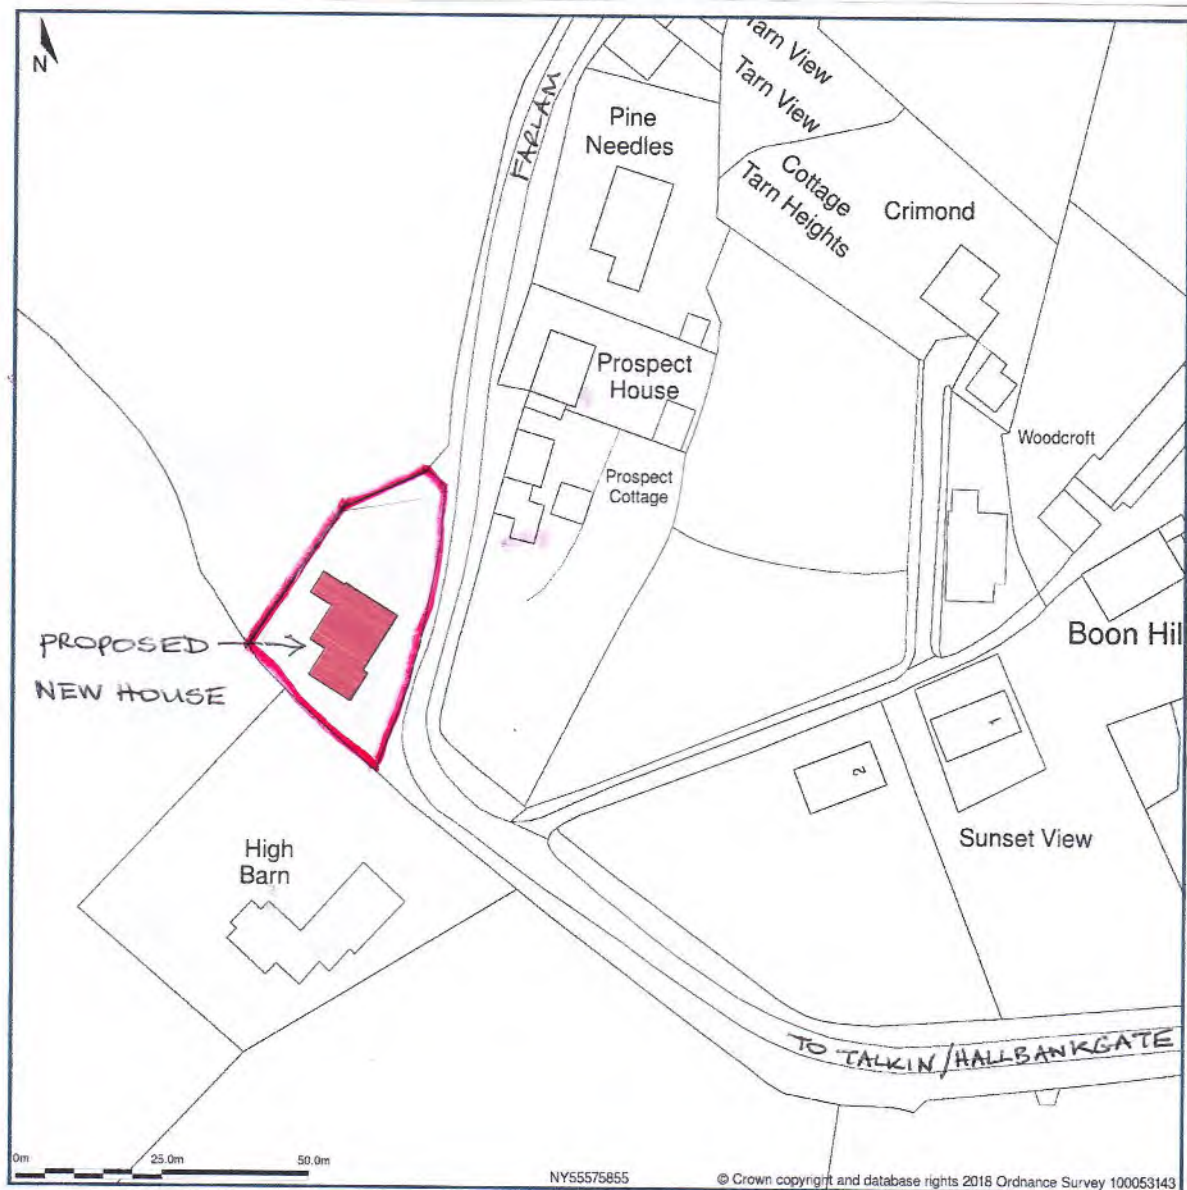 N
FARLAM
Tarn View
Tarn View
Pine
Needles
Cottage
Tarn Heights
Crimond
Prospect
House
Woodcroft
Prospect
Cottage
PROPOSED
NEW HOUSE
Boon Hil
1
2
Sunset View
High
Barn
TO TALKIN/HALLBANKGATE
0m
25.0m
50.0m
NY55575855
© Crown copyright and database rights 2018 Ordnance Survey 100053143